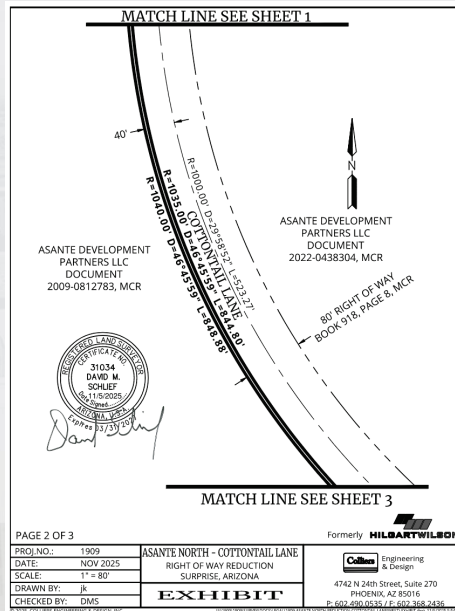 MATCH LINE SEE SHEET 1
40'
R=1000.00' D=29°58'52" L=523.27'
COTTONTAIL LANE
R=1035.00' D=46°45'59" L=844.80'
R=1040.00' D=46°45'59" L=848.88'
N
ASANTE DEVELOPMENT
PARTNERS LLC
DOCUMENT
2022-0438304, MCR
ASANTE DEVELOPMENT
PARTNERS LLC
DOCUMENT
2009-0812783, MCR
80' RIGHT OF WAY
BOOK 918, PAGE 8, MCR
REGISTERED LAND SURVEYOR
CERTIFICATE NO.
31034
DAVID M.
SCHLIEF
Date Signed
11/5/2025
ARIZONA, U.S.A.
Expires 03/31/2027
MATCH LINE SEE SHEET 3
PAGE 2 OF 3
Formerly HILGARTWILSON
PROJ.NO.: 1909
DATE: NOV 2025
SCALE: 1" = 80'
DRAWN BY: jk
CHECKED BY: DMS
ASANTE NORTH - COTTONTAIL LANE
RIGHT OF WAY REDUCTION
SURPRISE, ARIZONA
EXHIBIT
Colliers Engineering
& Design
4742 N 24th Street, Suite 270
PHOENIX, AZ 85016
P: 602.490.0535 / F: 602.368.2436